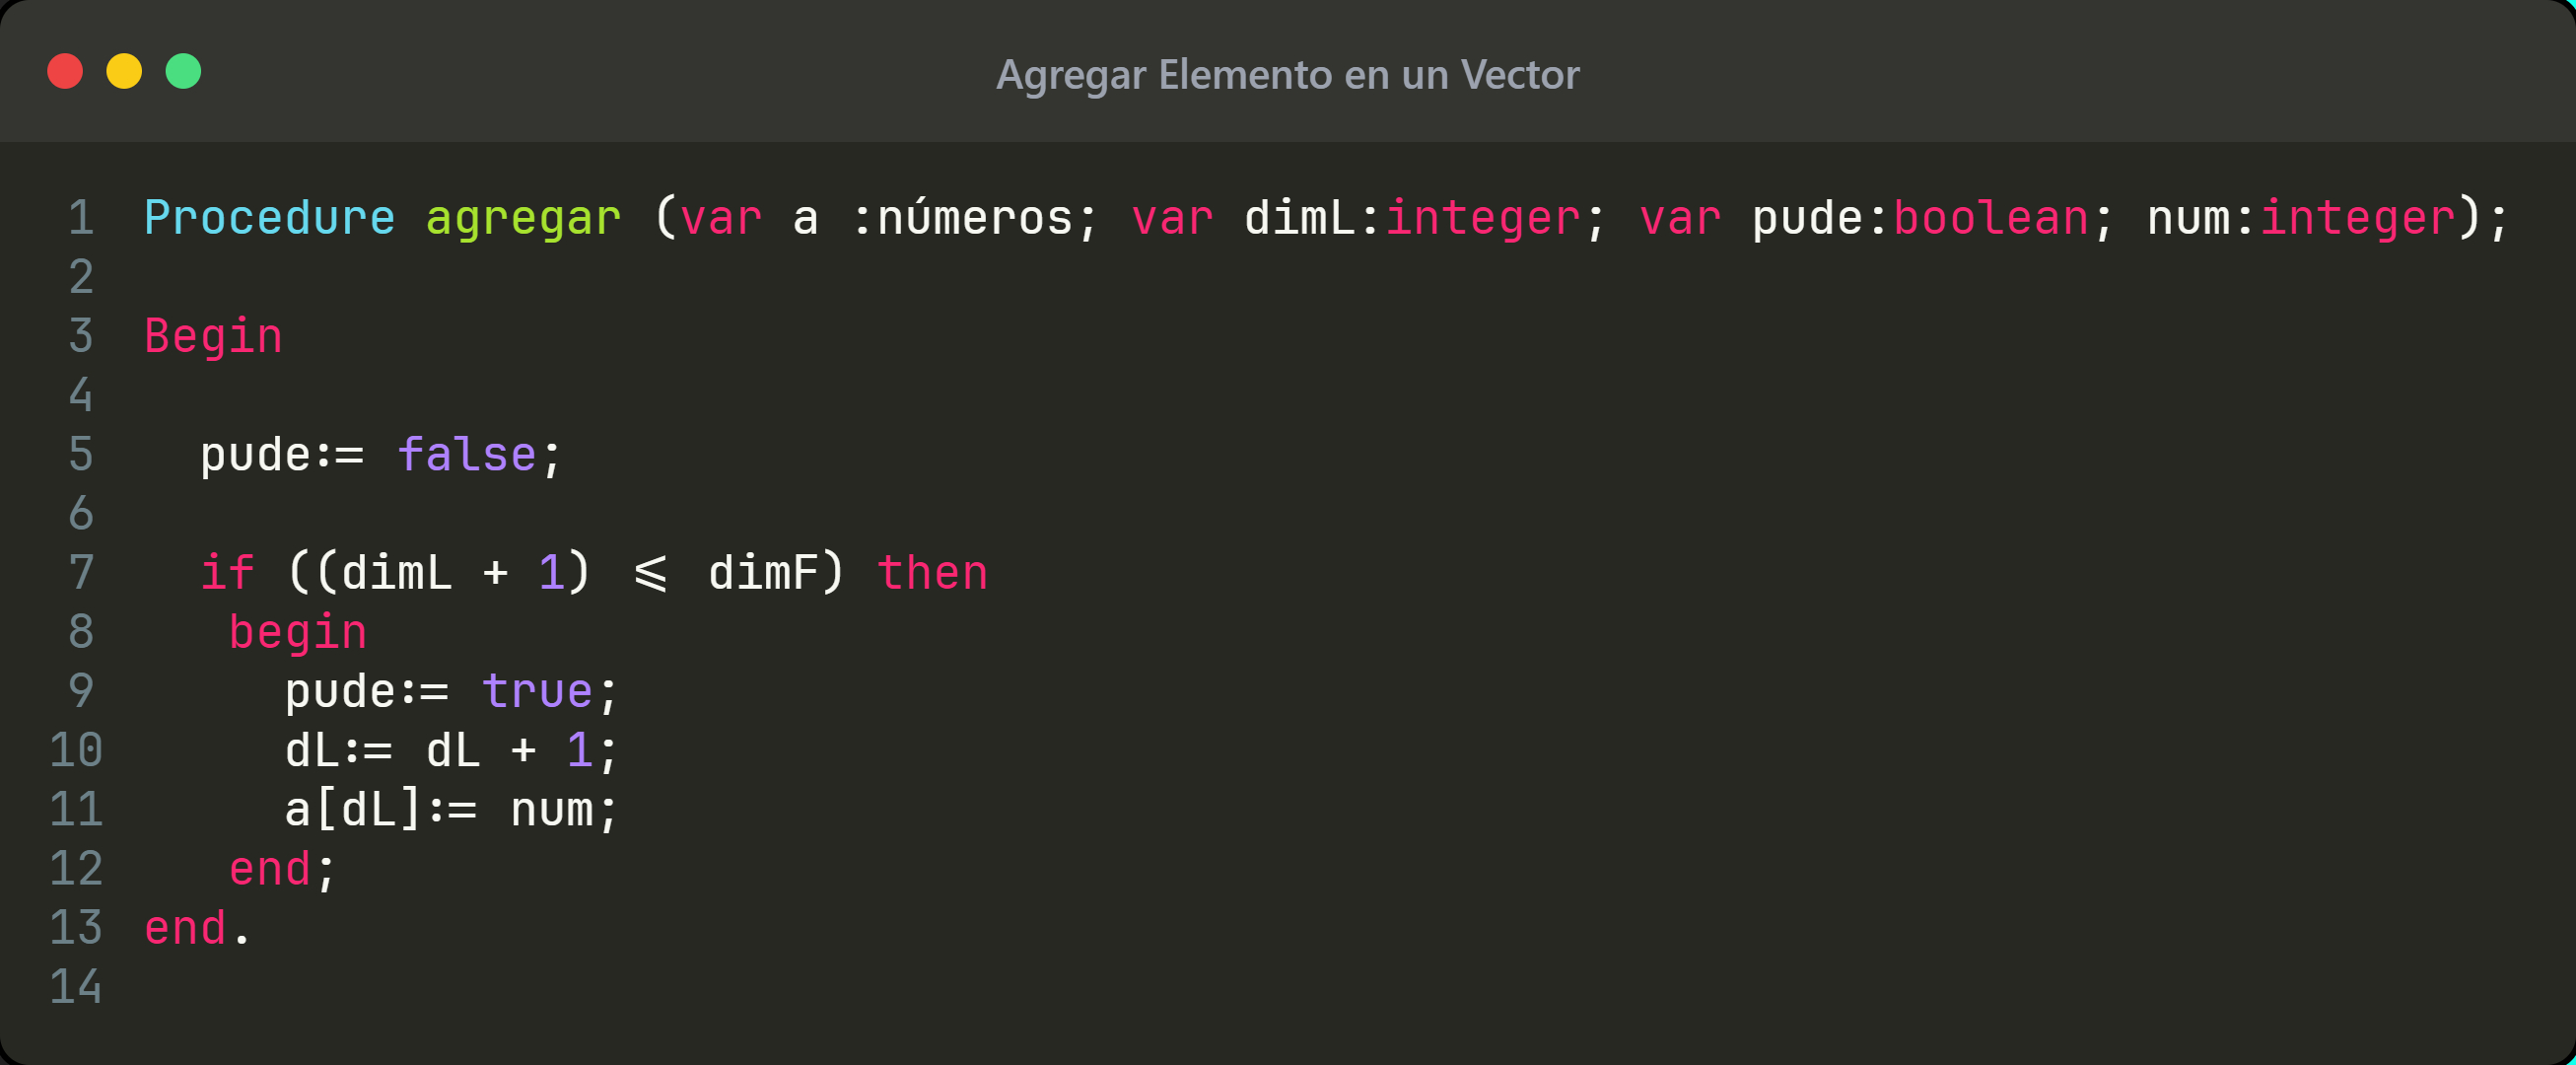 Agregar Elemento en un Vector
1 Procedure agregar (var a :números; var dimL:integer; var pude:boolean; num:integer);
2
3 Begin
4
5   pude:= false;
6
7   if ((dimL + 1) <= dimF) then
8    begin
9      pude:= true;
10      dL:= dL + 1;
11      a[dL]:= num;
12    end;
13 end.
14